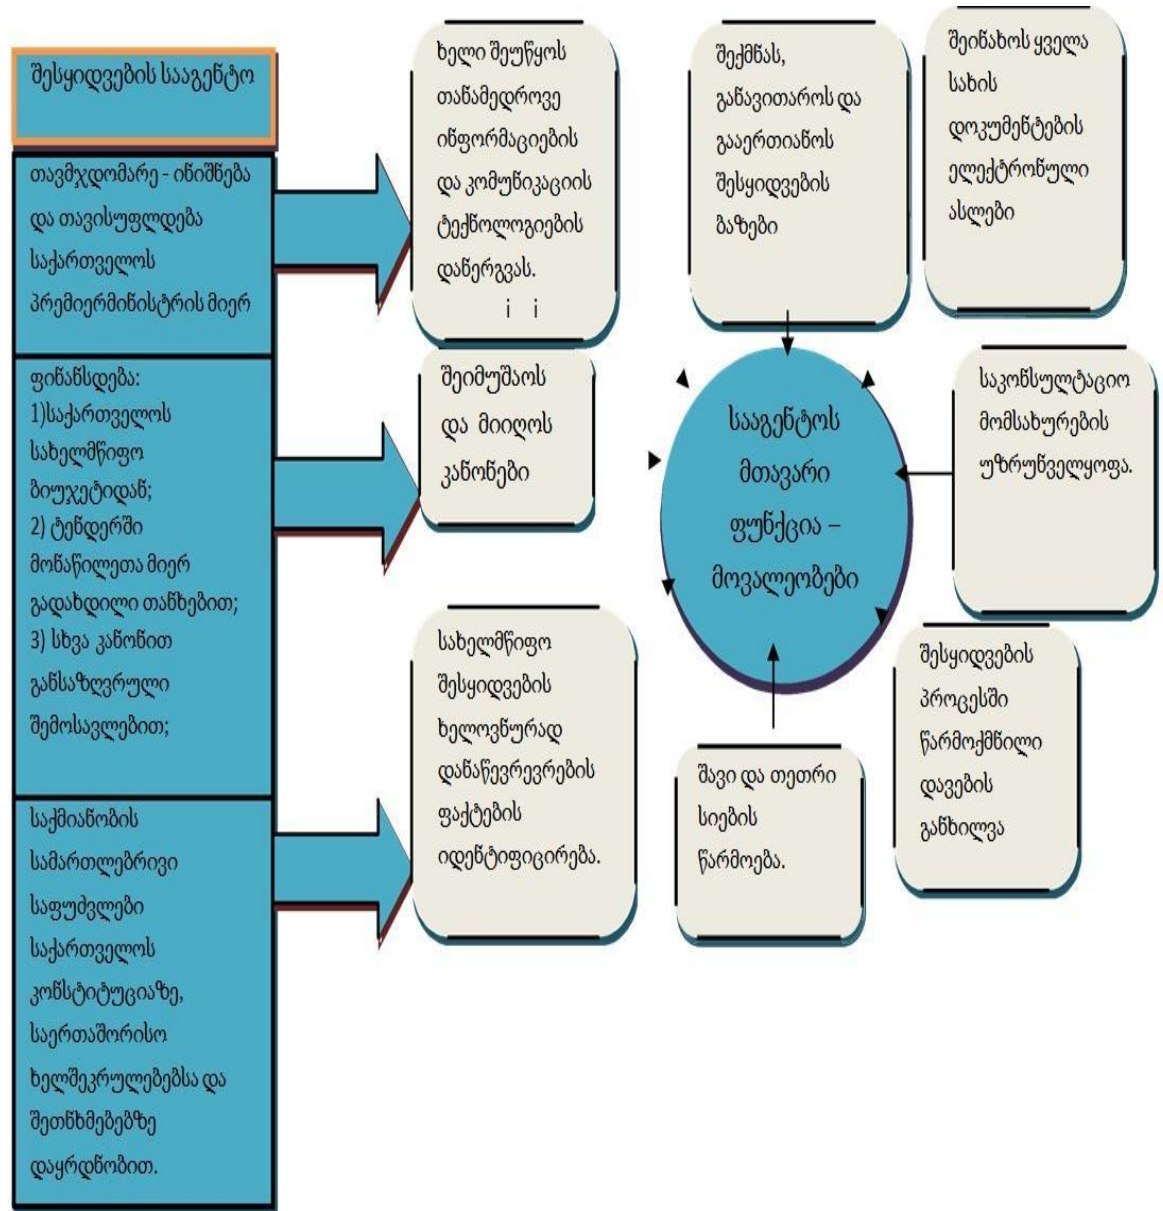 შესყიდვების სააგენტო
თავმჯდომარე - ინიშნება
და თავისუფლდება
საქართველოს
პრემიერმინისტრის მიერ
ფინანსდება:
1)საქართველოს
სახელმწიფო
ბიუჯეტიდან;
2) ტენდერში
მონაწილეთა მიერ
გადახდილი თანხებით;
3) სხვა კანონით
განსაზღვრული
შემოსავლებით;
საქმიანობის
სამართლებრივი
საფუძვლები
საქართველოს
კონსტიტუციაზე,
საერთაშორისო
ხელშეკრულებებსა და
შეთნხმებებზე
დაყრდნობით.
ხელი შეუწყოს
თანამედროვე
ინფორმაციების
და კომუნიკაციის
ტექნოლოგიების
დანერგვას.
i i
შეიმუშაოს
და მიიღოს
კანონები
სახელმწიფო
შესყიდვების
ხელოვნურად
დანაწევრევრების
ფაქტების
იდენტიფიცირება.
შექმნას,
განავითაროს და
გააერთიანოს
შესყიდვების
ბაზები
შეინახოს ყველა
სახის
დოკუმენტების
ელექტრონული
ასლები
სააგენტოს
მთავარი
ფუნქცია –
მოვალეობები
საკონსულტაციო
მომსახურების
უზრუნველყოფა.
შესყიდვების
პროცესში
წარმოქმნილი
დავების
განხილვა
შავი და თეთრი
სიების
წარმოება.